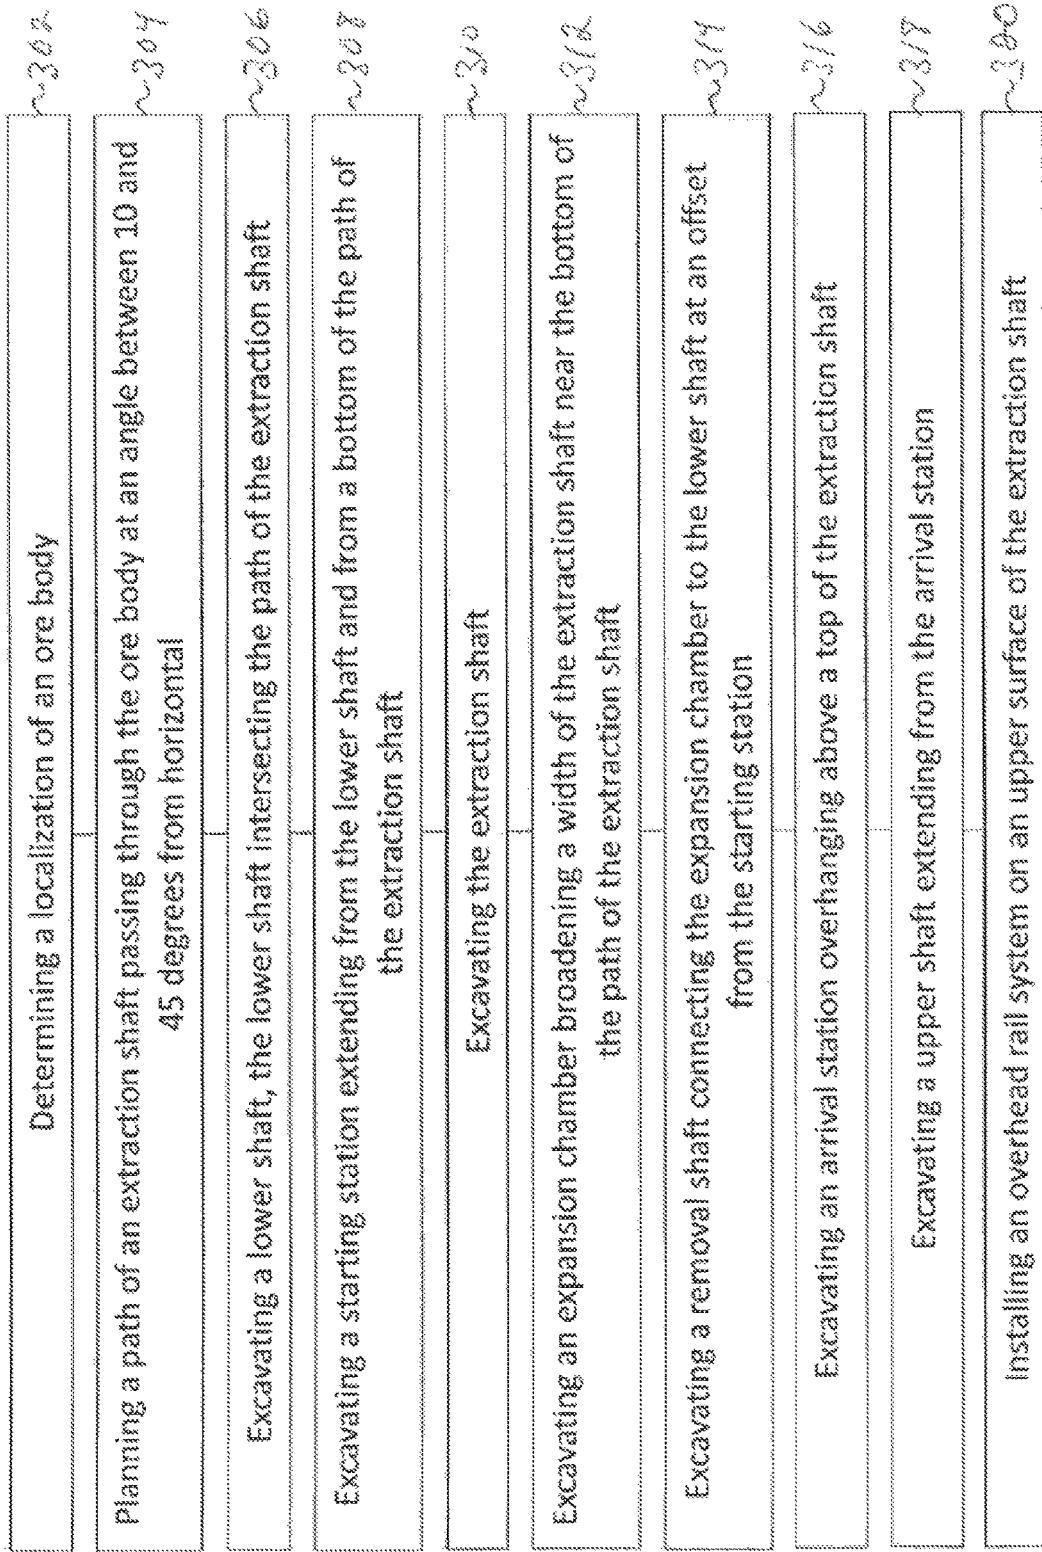 Determining a localization of an ore body
~302
Planning a path of an extraction shaft passing through the ore body at an angle between 10 and
45 degrees from horizontal
~304
Excavating a lower shaft, the lower shaft intersecting the path of the extraction shaft
~306
Excavating a starting station extending from the lower shaft and from a bottom of the path of
the extraction shaft
~308
Excavating the extraction shaft
~310
Excavating an expansion chamber broadening a width of the extraction shaft near the bottom of
the path of the extraction shaft
~312
Excavating a removal shaft connecting the expansion chamber to the lower shaft at an offset
from the starting station
~314
Excavating an arrival station overhanging above a top of the extraction shaft
~316
Excavating a upper shaft extending from the arrival station
~318
Installing an overhead rail system on an upper surface of the extraction shaft
~320